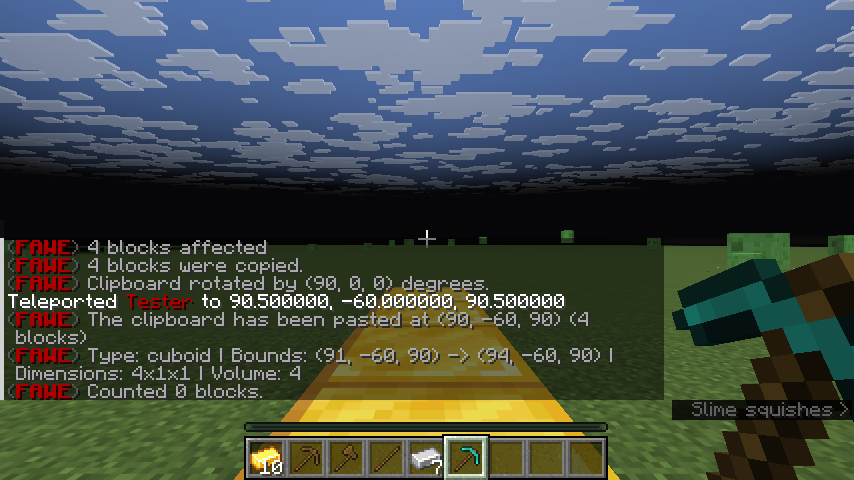 (FAWE) 4 blocks affected
(FAWE) 4 blocks were copied.
(FAWE) Clipboard rotated by (90, 0, 0) degrees.
Teleported Tester to 90.500000, -60.000000, 90.500000
(FAWE) The clipboard has been pasted at (90, -60, 90) (4
blocks)
(FAWE) Type: cuboid | Bounds: (91, -60, 90) -> (94, -60, 90) |
Dimensions: 4x1x1 | Volume: 4
(FAWE) Counted 0 blocks.
Slime squishes >
10
7